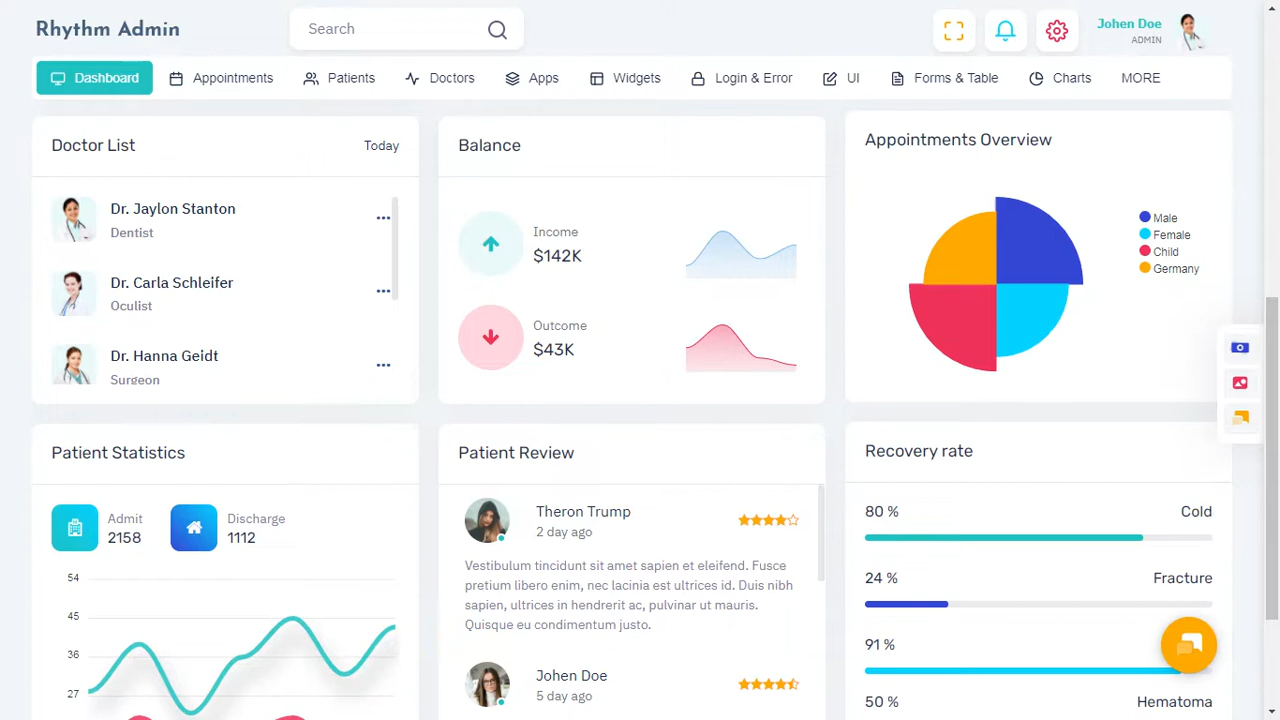 Rhythm Admin
Search
Johen Doe
ADMIN
Dashboard
Appointments
Patients
Doctors
Apps
Widgets
Login & Error
UI
Forms & Table
Charts
MORE
Doctor List
Today
Dr. Jaylon Stanton
Dentist
Dr. Carla Schleifer
Oculist
Dr. Hanna Geidt
Surgeon
Balance
Income
$142K
Outcome
$43K
Appointments Overview
Male
Female
Child
Germany
Patient Statistics
Admit
2158
Discharge
1112
54
45
36
27
Patient Review
Theron Trump
2 day ago
Vestibulum tincidunt sit amet sapien et eleifend. Fusce
pretium libero enim, nec lacinia est ultrices id. Duis nibh
sapien, ultrices in hendrerit ac, pulvinar ut mauris.
Quisque eu condimentum justo.
Johen Doe
5 day ago
Recovery rate
80 %
Cold
24 %
Fracture
91 %
50 %
Hematoma